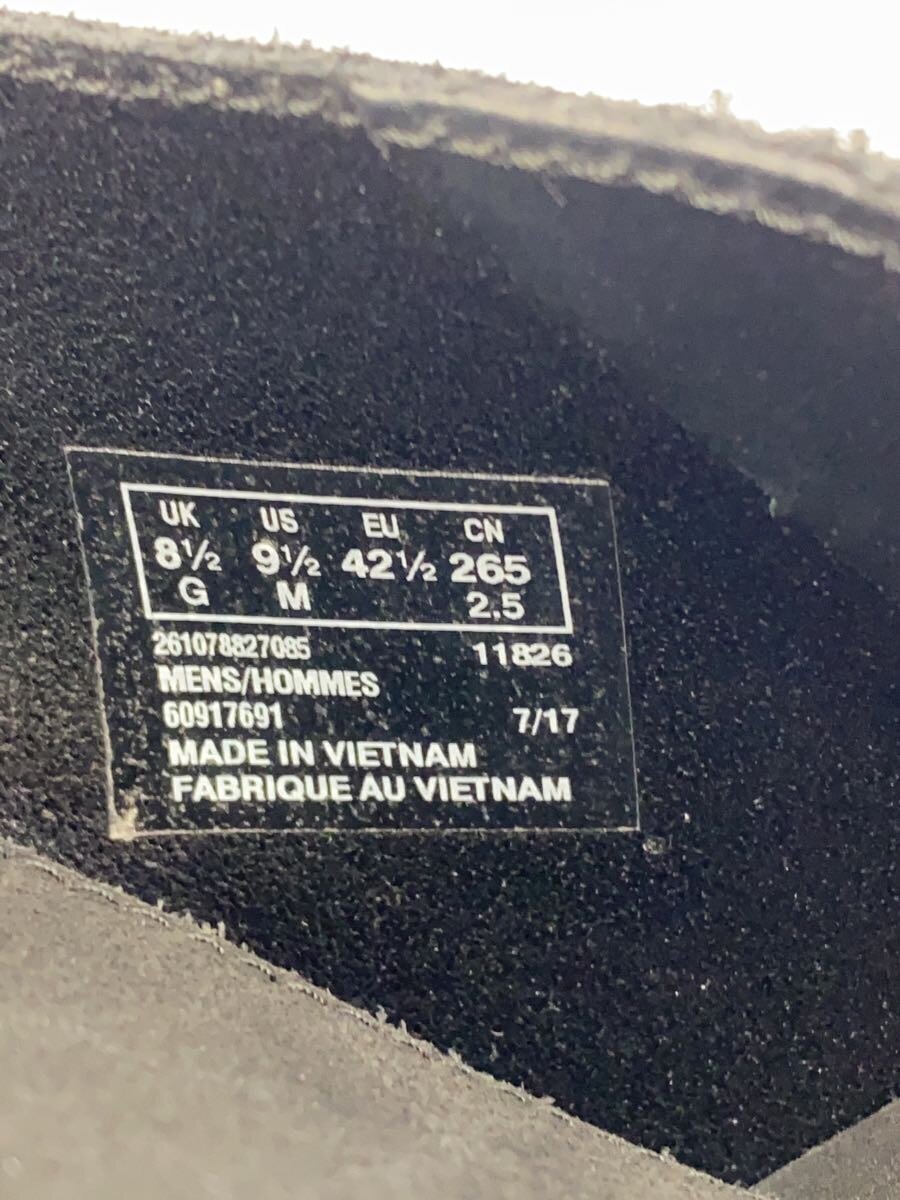 UK US EU CN
8½ 9½ 42½ 265
G M 2.5
261078827085 11826
MENS/HOMMES
60917691 7/17
MADE IN VIETNAM
FABRIQUE AU VIETNAM